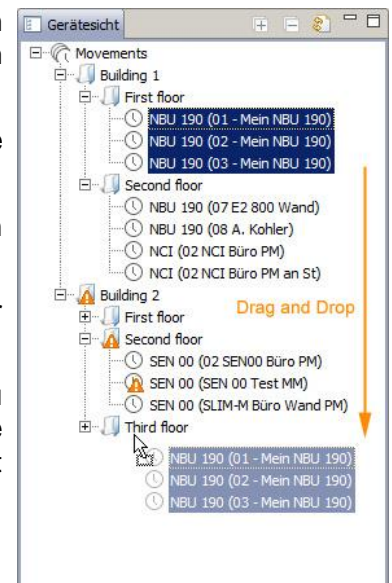 Gerätesicht
Movements
Building 1
First floor
NBU 190 (01 - Mein NBU 190)
NBU 190 (02 - Mein NBU 190)
NBU 190 (03 - Mein NBU 190)
Second floor
NBU 190 (07 E2 800 Wand)
NBU 190 (08 A. Kohler)
NCI (02 NCI Büro PM)
NCI (02 NCI Büro PM an St)
Building 2
First floor
Drag and Drop
Second floor
SEN 00 (02 SEN00 Büro PM)
SEN 00 (SEN 00 Test MM)
SEN 00 (SLIM-M Büro Wand PM)
Third floor
NBU 190 (01 - Mein NBU 190)
NBU 190 (02 - Mein NBU 190)
NBU 190 (03 - Mein NBU 190)